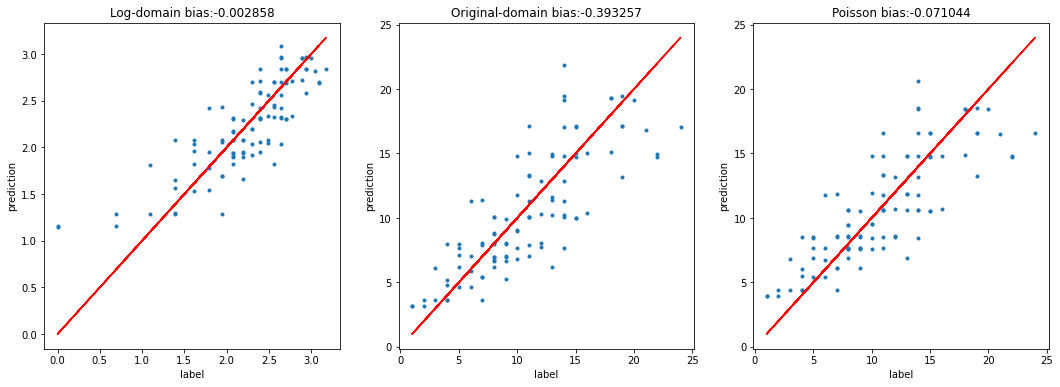 Log-domain bias:-0.002858
Original-domain bias:-0.393257
Poisson bias:-0.071044
prediction
3.0
2.5
2.0
1.5
1.0
0.5
0.0
0.0 0.5 1.0 1.5 2.0 2.5 3.0
label
prediction
25
20
15
10
5
0
0 5 10 15 20 25
label
prediction
25
20
15
10
5
0
0 5 10 15 20 25
label